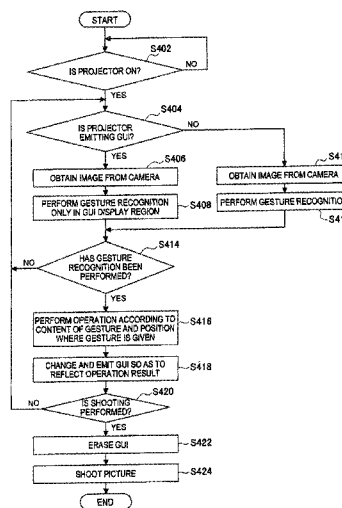 START
S402
IS PROJECTOR ON?
NO
YES
S404
IS PROJECTOR
EMITTING GUI?
NO
YES
S406
OBTAIN IMAGE FROM CAMERA
S408
PERFORM GESTURE RECOGNITION
ONLY IN GUI DISPLAY REGION
S41
OBTAIN IMAGE FROM CAMERA
S41
PERFORM GESTURE RECOGNITION
S414
HAS GESTURE
RECOGNITION BEEN
PERFORMED?
NO
YES
S416
PERFORM OPERATION ACCORDING TO
CONTENT OF GESTURE AND POSITION
WHERE GESTURE IS GIVEN
S418
CHANGE AND EMIT GUI SO AS TO
REFLECT OPERATION RESULT
S420
IS SHOOTING
PERFORMED?
NO
YES
S422
ERASE GUI
S424
SHOOT PICTURE
END